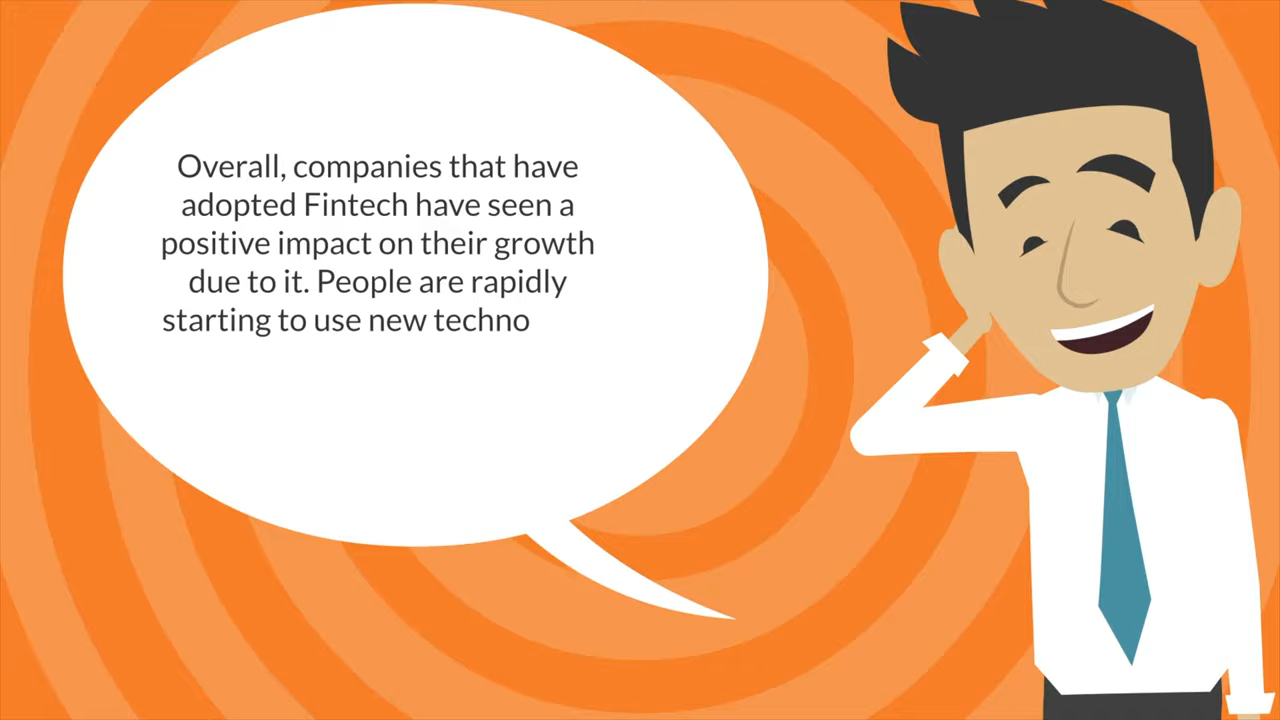 Overall, companies that have
adopted Fintech have seen a
positive impact on their growth
due to it. People are rapidly
starting to use new techno